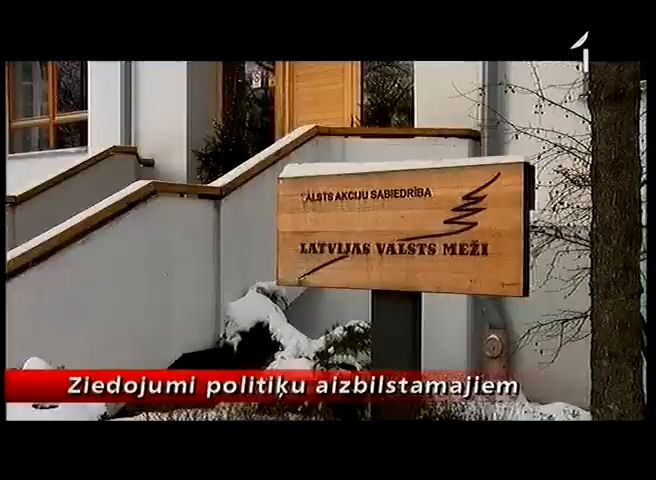 VALSTS AKCIJU SABIEDRĪBA
LATVIJAS VALSTS MEŽI
Ziedojumi politiķu aizbilstamajiem